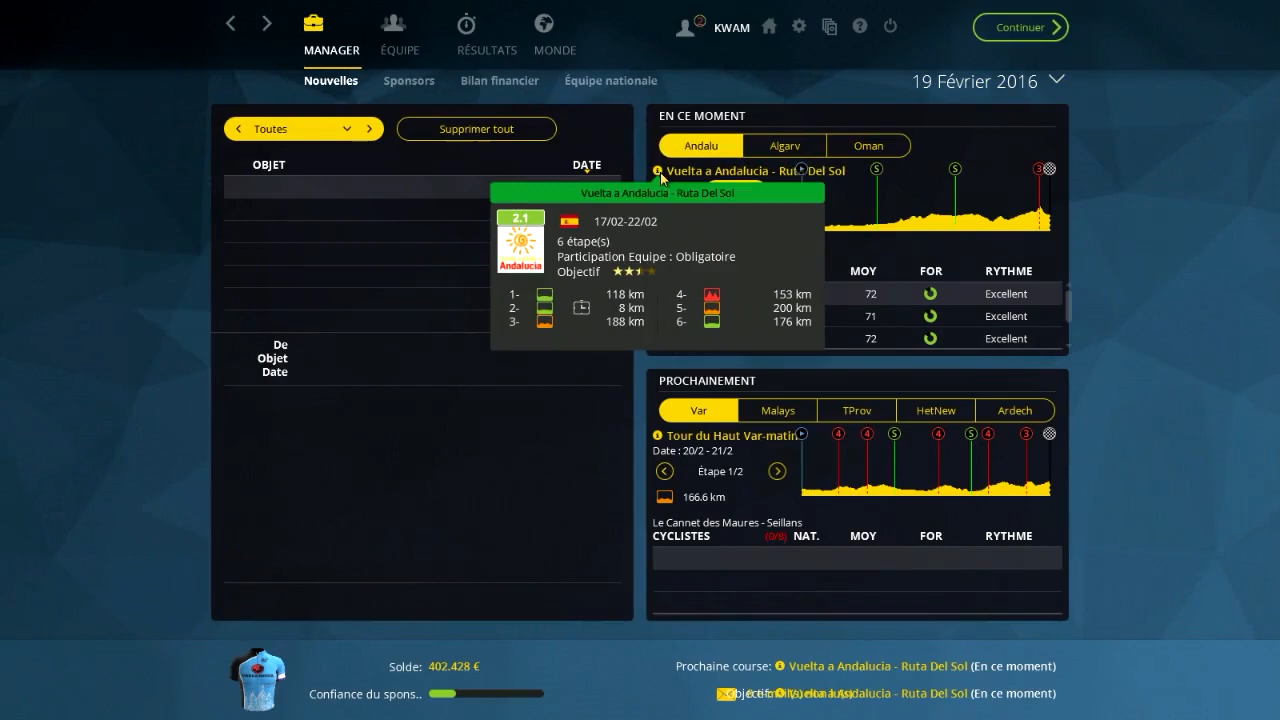 2 KWAM Continuer
MANAGER ÉQUIPE RÉSULTATS MONDE
Nouvelles Sponsors Bilan financier Équipe nationale
19 Février 2016
Toutes Supprimer tout
OBJET DATE
De
Objet
Date
EN CE MOMENT
Andalu Algarv Oman
Vuelta a Andalucia - Ruta Del Sol
S S 3
Vuelta a Andalucia - Ruta Del Sol
2.1 17/02-22/02
Andalucia
6 étape(s)
Participation Equipe : Obligatoire
Objectif
1- 118 km 4- 153 km
2- 8 km 5- 200 km
3- 188 km 6- 176 km
MOY FOR RYTHME
72 Excellent
71 Excellent
72 Excellent
PROCHAINEMENT
Var Malays TProv HetNew Ardech
Tour du Haut Var-matin
4 4 S 4 S 4 3
Date : 20/2 - 21/2
Étape 1/2
166.6 km
Le Cannet des Maures - Seillans
CYCLISTES (0/8) NAT. MOY FOR RYTHME
Solde: 402.428 €
Confiance du spons..
Prochaine course: Vuelta a Andalucia - Ruta Del Sol (En ce moment)
Andalucia - Ruta Del Sol (En ce moment)